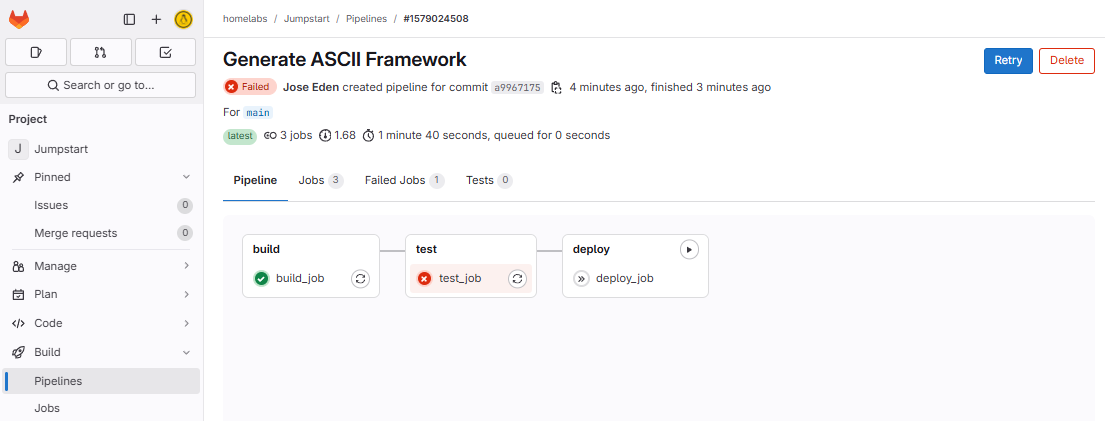 homelabs / Jumpstart / Pipelines / #1579024508
Search or go to...
Project
J Jumpstart
Pinned
Issues 0
Merge requests 0
Manage
Plan
Code
Build
Pipelines
Jobs
Generate ASCII Framework
Retry
Delete
Failed Jose Eden created pipeline for commit a9967175 4 minutes ago, finished 3 minutes ago
For main
latest 3 jobs 1.68 1 minute 40 seconds, queued for 0 seconds
Pipeline Jobs 3 Failed Jobs 1 Tests 0
build test deploy
build_job test_job deploy_job